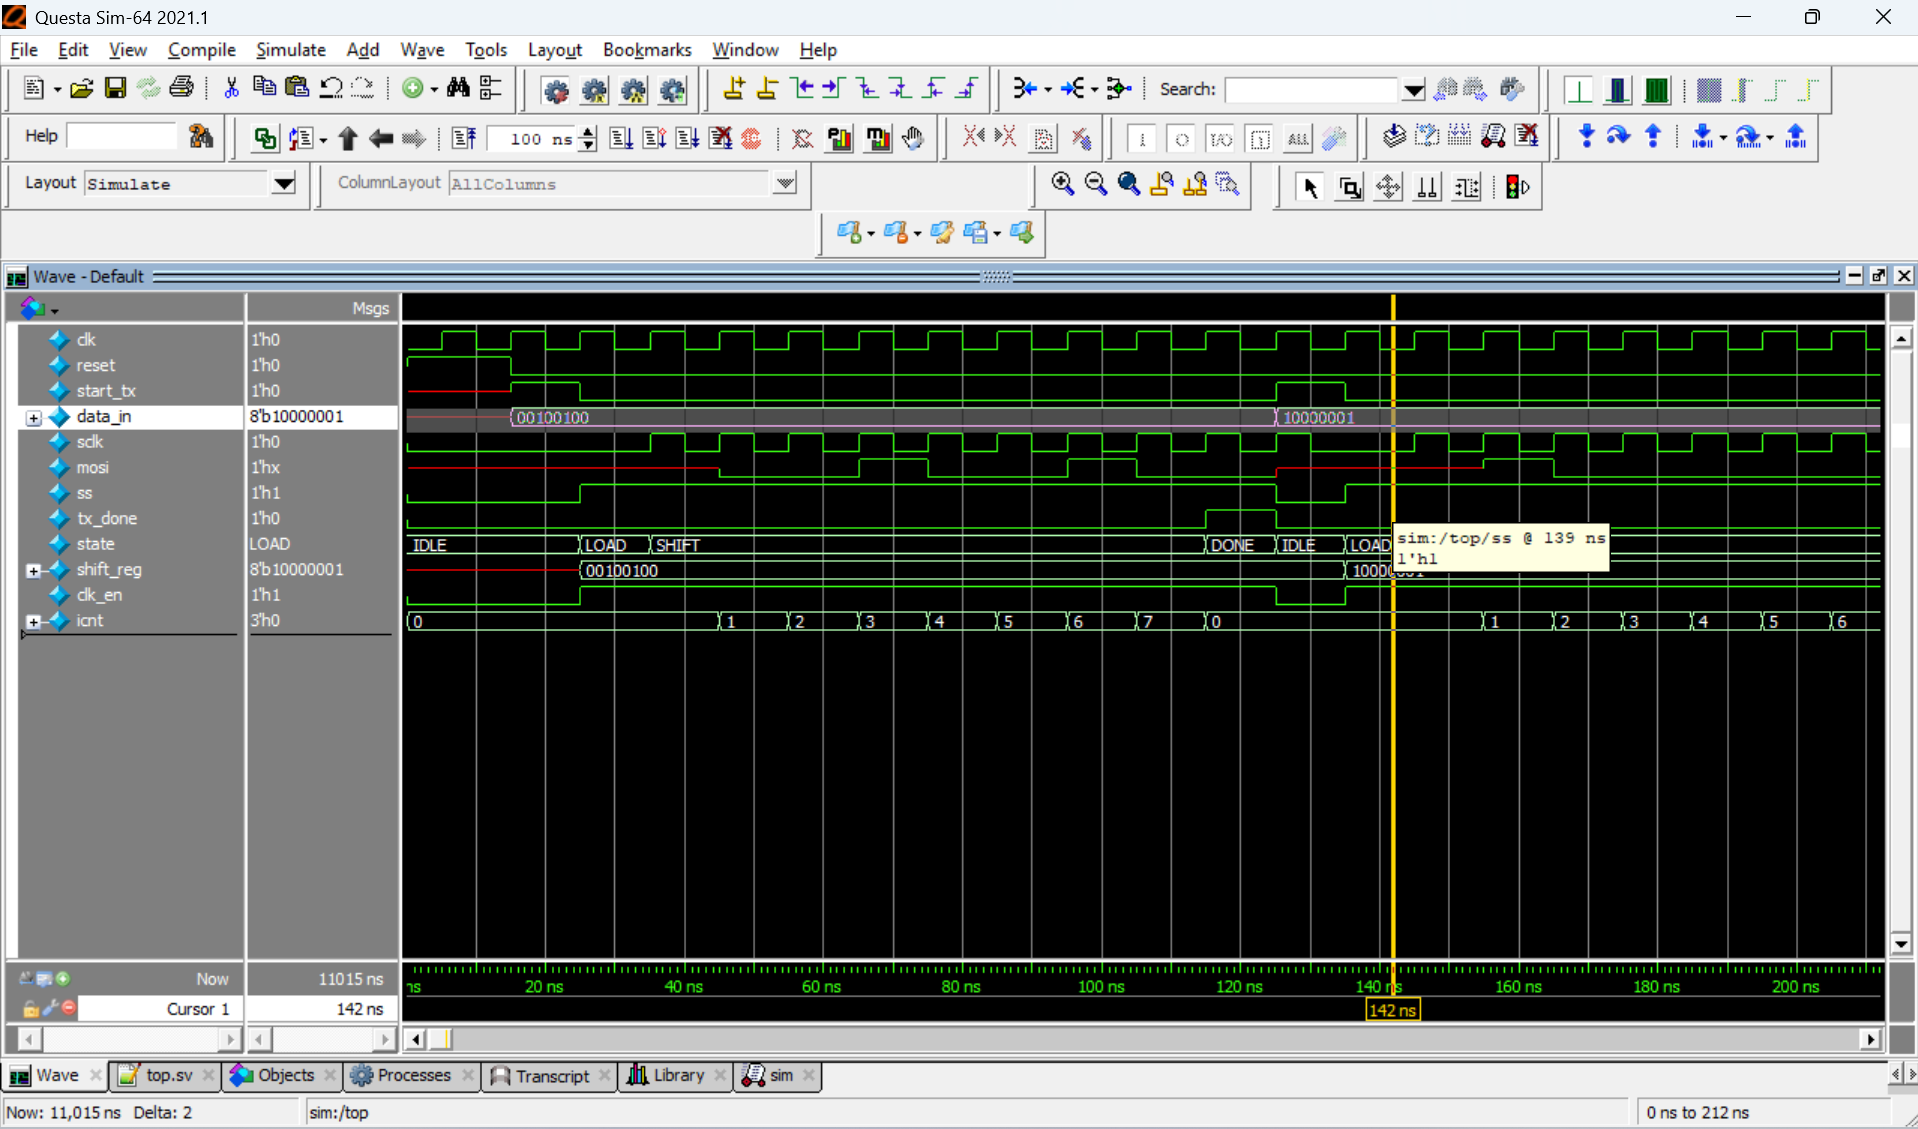 Questa Sim-64 2021.1
File Edit View Compile Simulate Add Wave Tools Layout Bookmarks Window Help
Search:
Help 100 ns I O I/O ALL
Layout Simulate ColumnLayout AllColumns
Wave - Default
Msgs
clk 1'h0
reset 1'h0
start_tx 1'h0
data_in 8'b10000001 00100100 10000001
sclk 1'h0
mosi 1'hx
ss 1'h1
tx_done 1'h0
sim:/top/ss @ 139 ns
1'h1
state LOAD IDLE LOAD SHIFT DONE IDLE LOAD
shift_reg 8'b10000001 00100100
clk_en 1'h1
icnt 3'h0 0 1 2 3 4 5 6 7 0 1 2 3 4 5 6
Now 11015 ns ns 20 ns 40 ns 60 ns 80 ns 100 ns 120 ns 140 ns 160 ns 180 ns 200 ns
Cursor 1 142 ns 142 ns
Wave top.sv Objects Processes Transcript Library sim
Now: 11,015 ns Delta: 2 sim:/top 0 ns to 212 ns